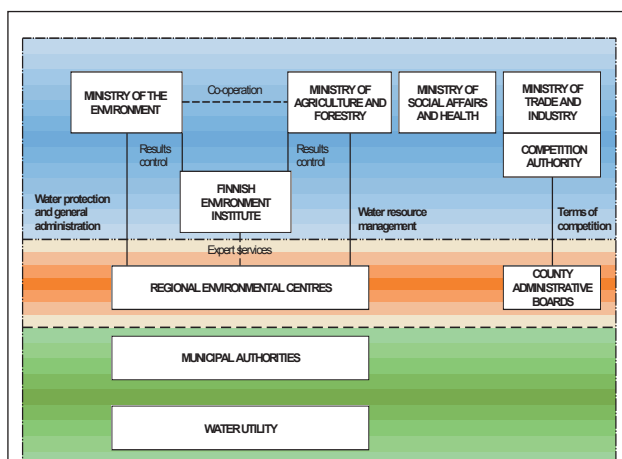 Co-operation
MINISTRY OF THE
ENVIRONMENT
MINISTRY OF
AGRICULTURE AND
FORESTRY
MINISTRY OF
SOCIAL AFFAIRS
AND HEALTH
MINISTRY OF
TRADE AND
INDUSTRY
COMPETITION
AUTHORITY
Results
control
Results
control
FINNISH
ENVIRONMENT
INSTITUTE
Water protection
and general
administration
Water resource
management
Terms of
competition
Expert services
REGIONAL ENVIRONMENTAL CENTRES
COUNTY
ADMINISTRATIVE
BOARDS
MUNICIPAL AUTHORITIES
WATER UTILITY